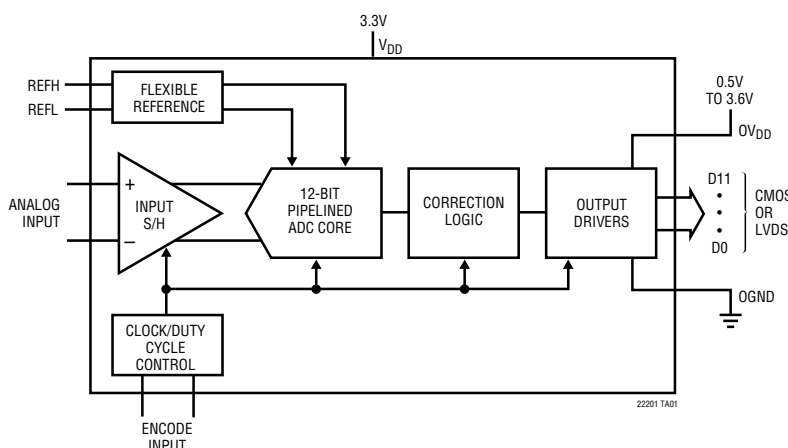 3.3V
VDD
REFH
REFL
FLEXIBLE
REFERENCE
0.5V
TO 3.6V
OVDD
ANALOG
INPUT
+
–
INPUT
S/H
12-BIT
PIPELINED
ADC CORE
CORRECTION
LOGIC
OUTPUT
DRIVERS
D11
•
•
•
D0
CMOS
OR
LVDS
OGND
CLOCK/DUTY
CYCLE
CONTROL
22201 TA01
ENCODE
INPUT